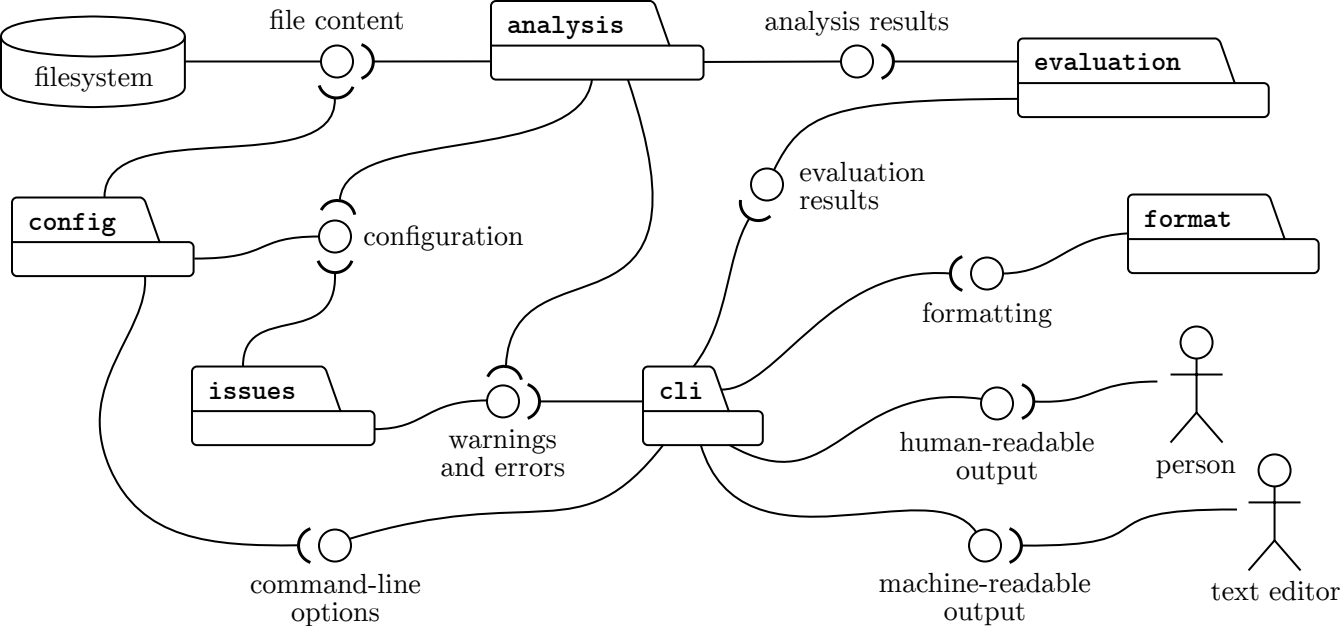 file content
analysis
analysis results
filesystem
evaluation
evaluation
results
config
configuration
format
formatting
issues
cli
warnings
and errors
human-readable
output
person
command-line
options
machine-readable
output
text editor